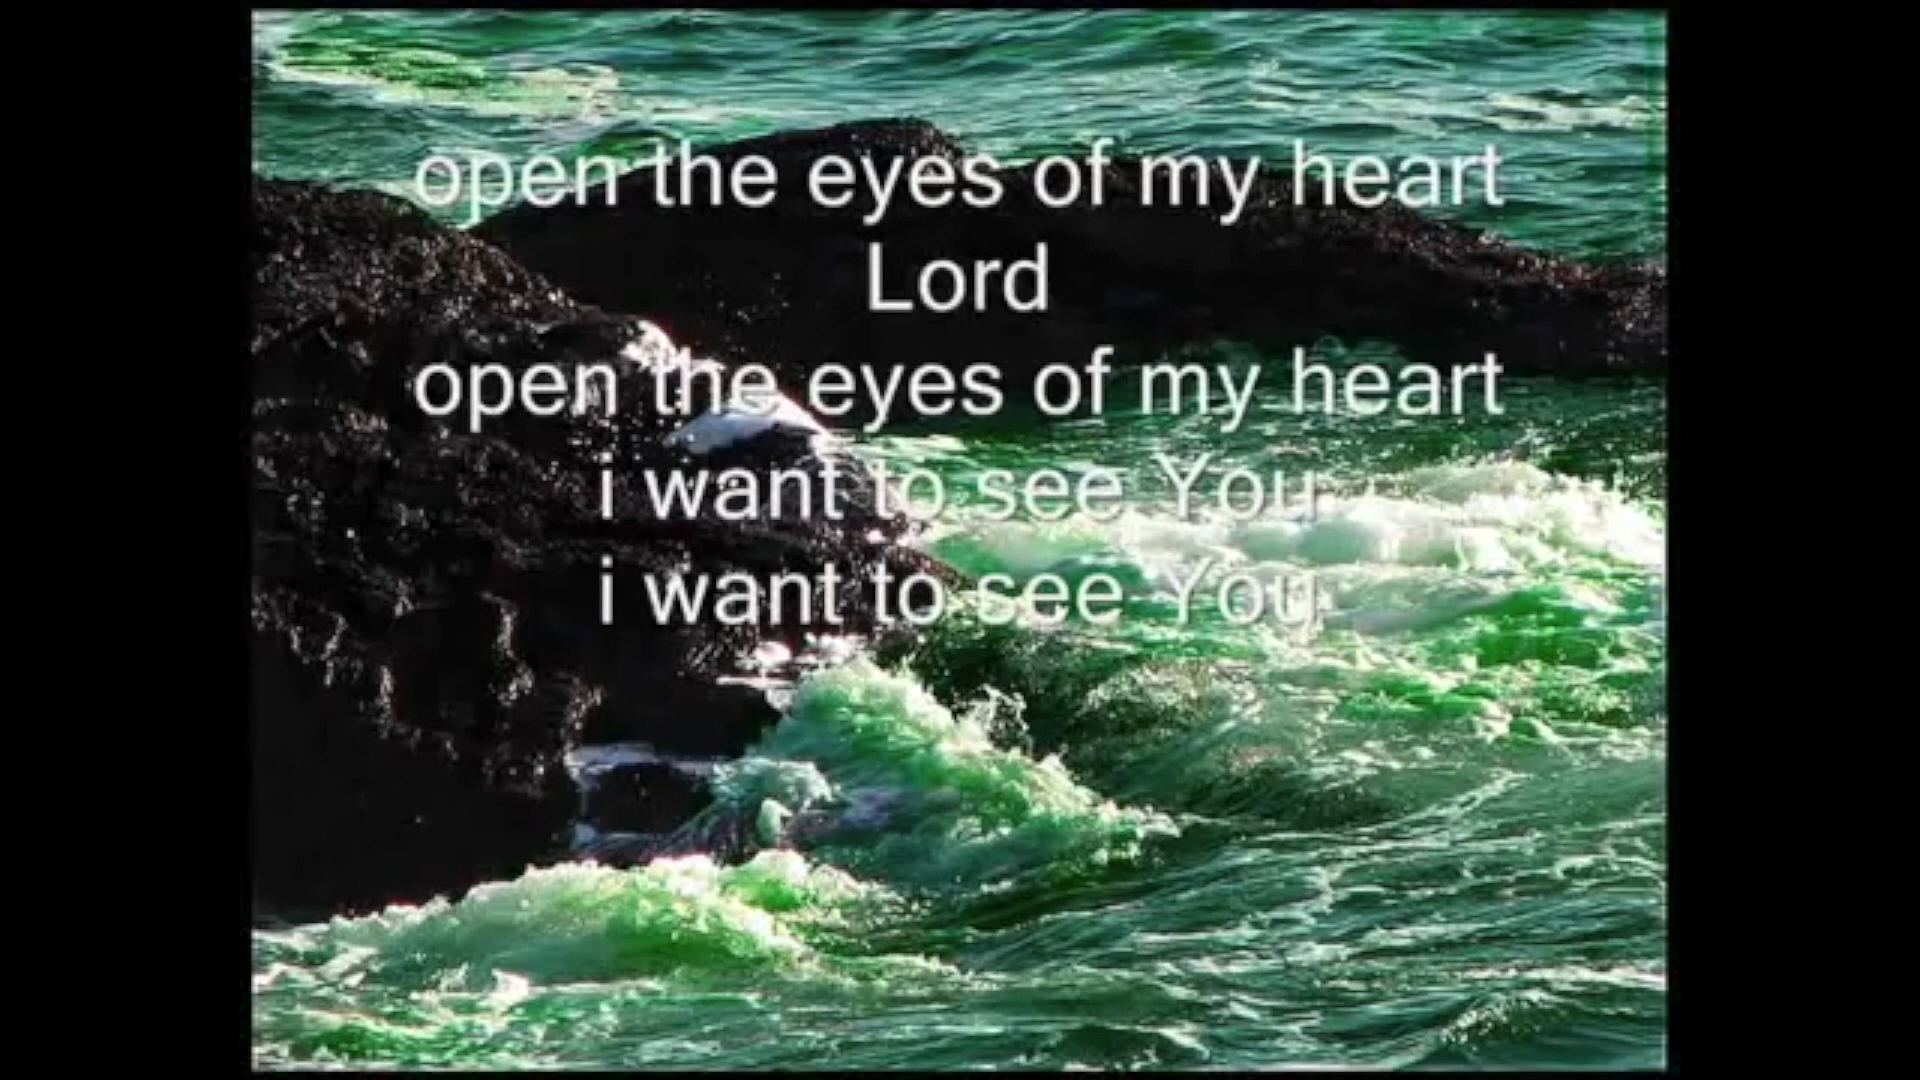 open the eyes of my heart
Lord
open the eyes of my heart
i want to see You
i want to see You